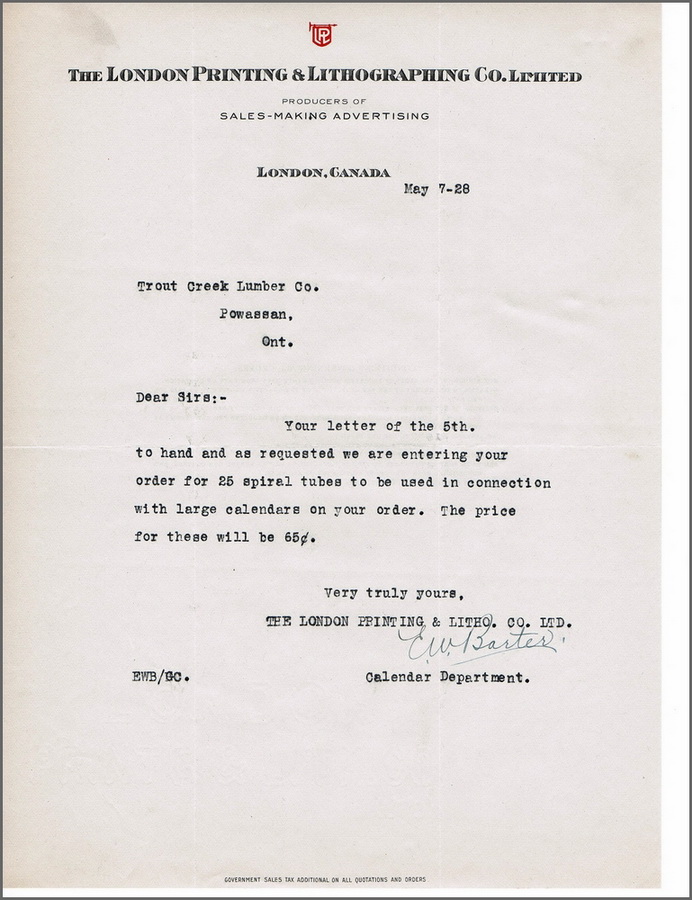 LPL
THE LONDON PRINTING & LITHOGRAPHING CO. LIMITED
PRODUCERS OF
SALES-MAKING ADVERTISING
LONDON, CANADA
May 7-28
Trout Creek Lumber Co.
Powassan,
Ont.
Dear Sirs:-
Your letter of the 5th.
to hand and as requested we are entering your
order for 25 spiral tubes to be used in connection
with large calendars on your order. The price
for these will be 65¢.
Very truly yours,
THE LONDON PRINTING & LITHO. CO. LTD.
E.W. Barter.
EWB/GC. Calendar Department.
GOVERNMENT SALES TAX ADDITIONAL ON ALL QUOTATIONS AND ORDERS